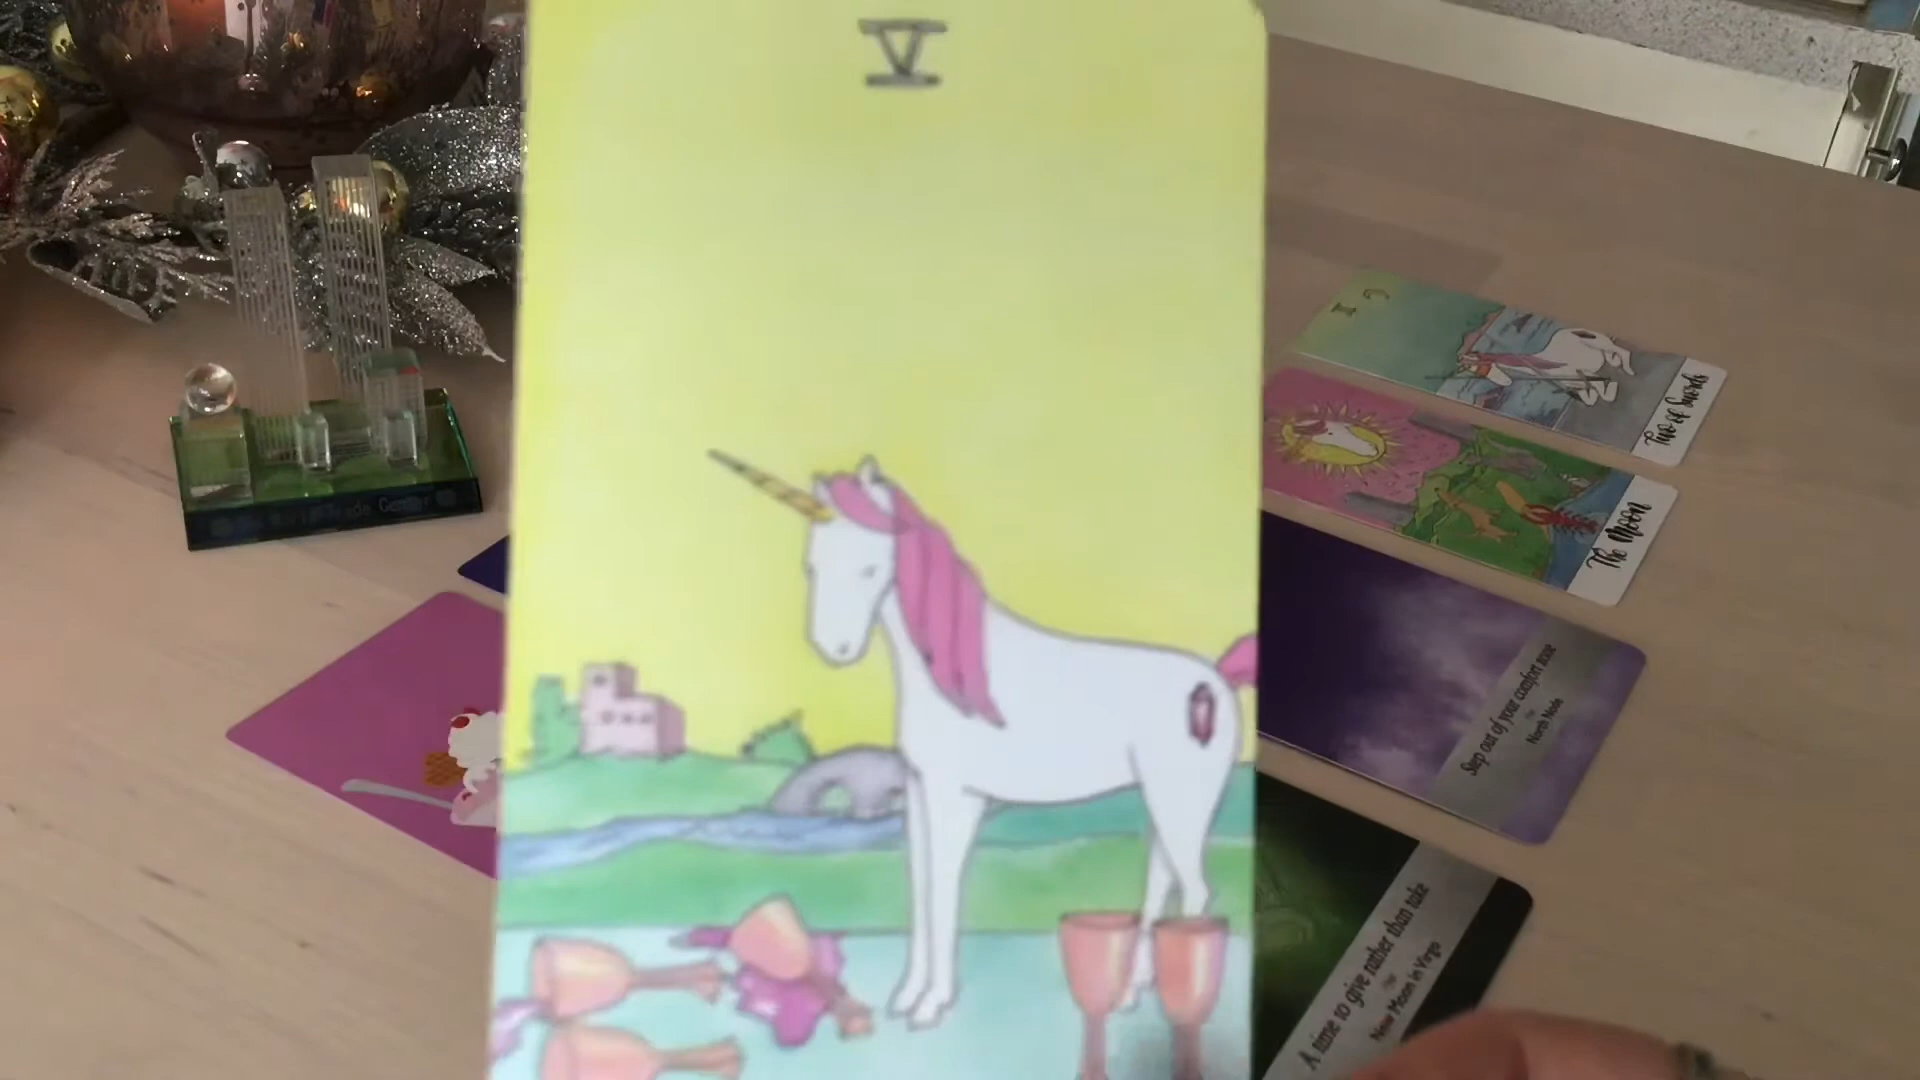 V
II
Two of Swords
The Moon
Step out of your comfort zone
North Node
A time to give rather than take
New Moon in Virgo